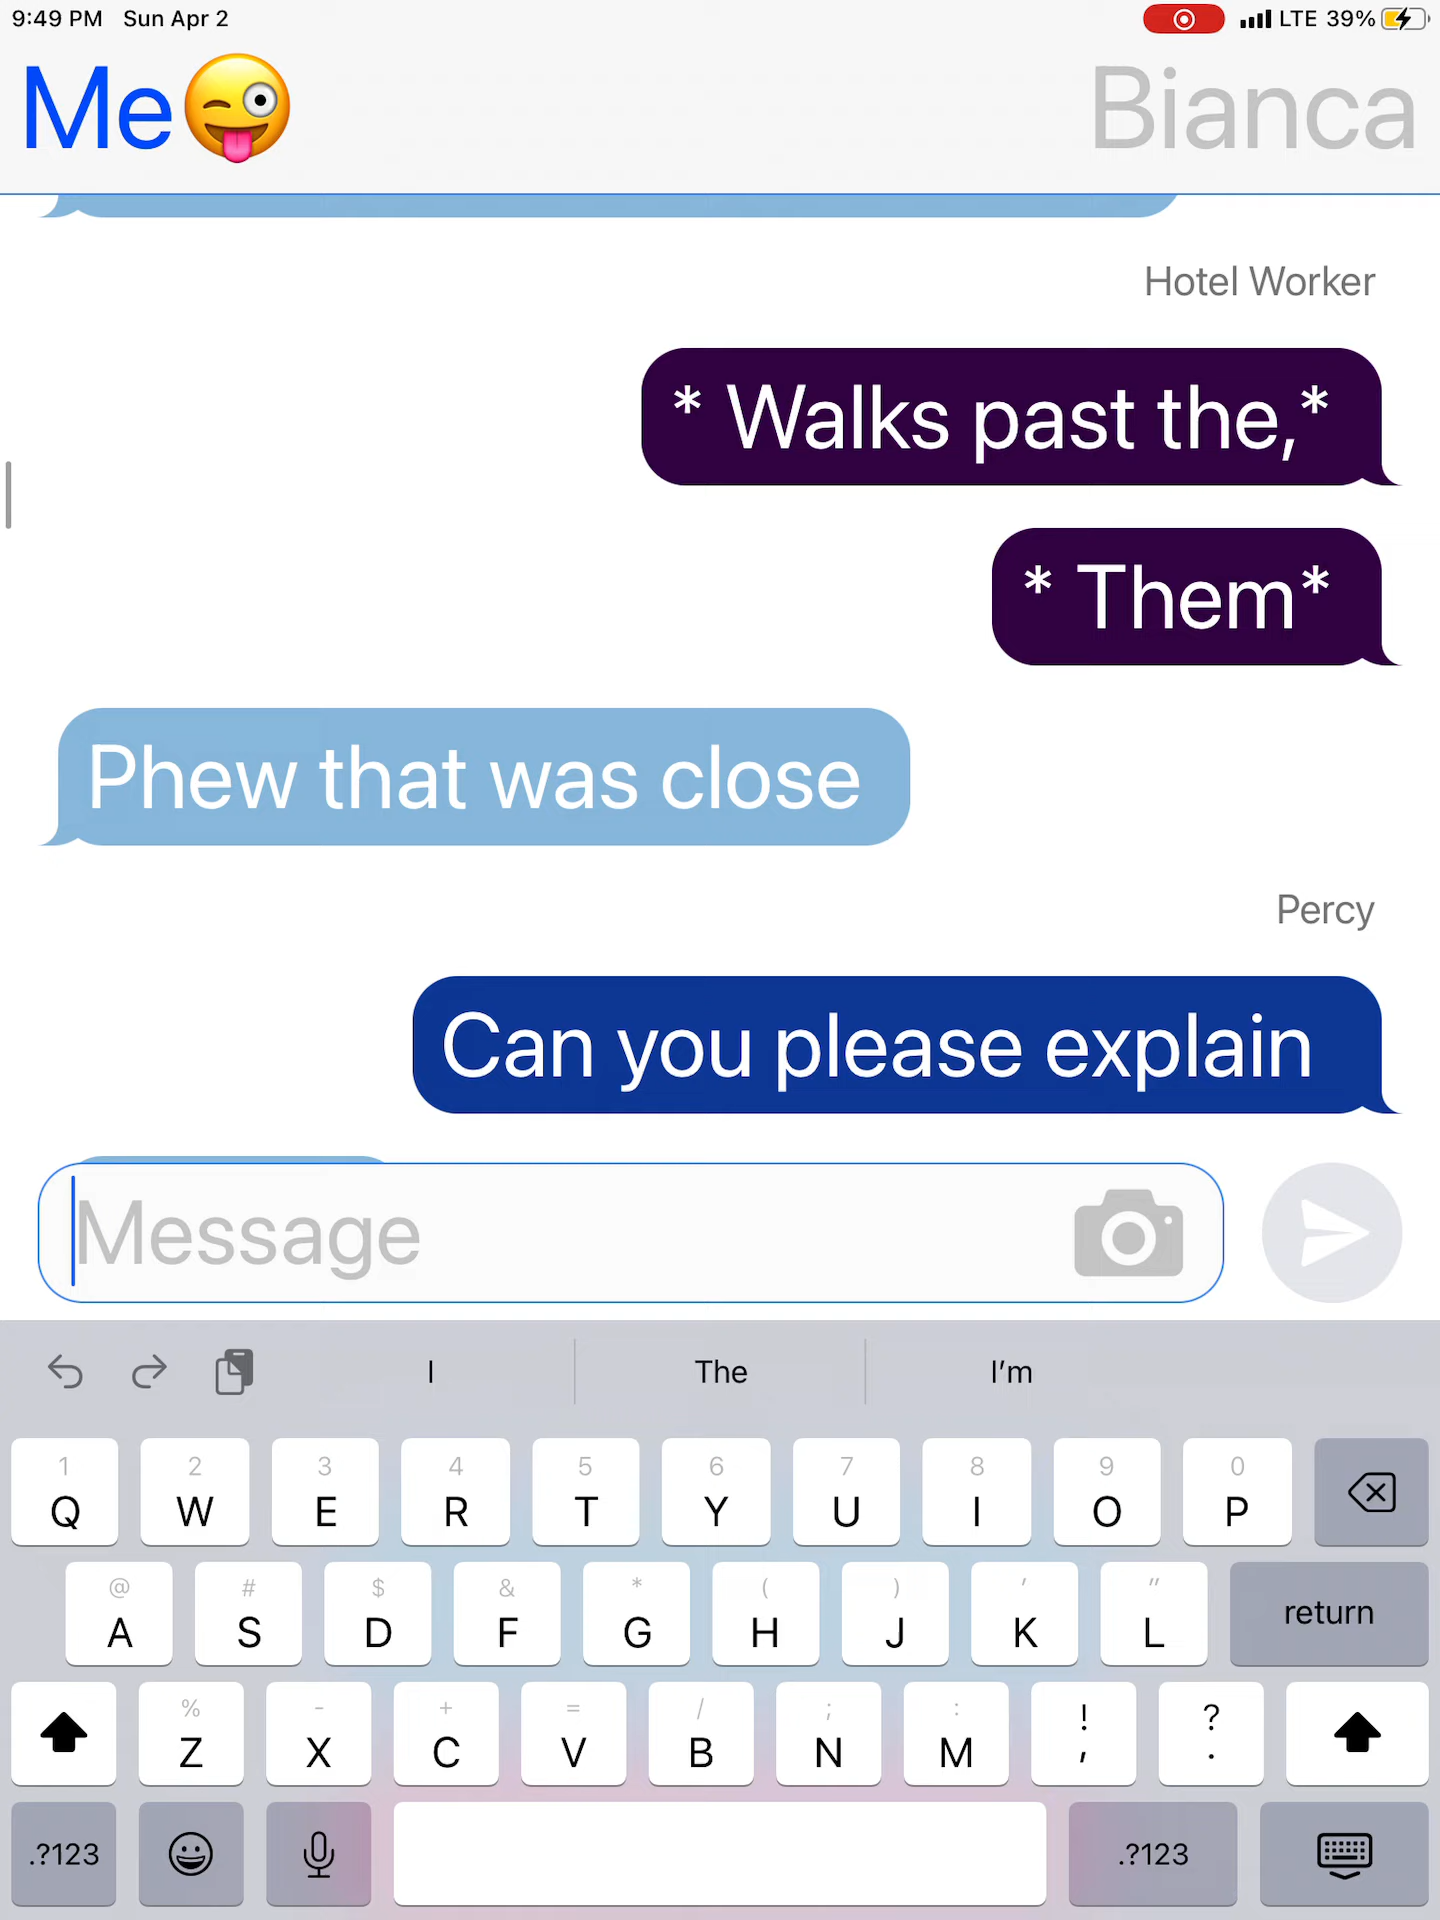 9:49 PM Sun Apr 2 LTE 39%
Me Bianca
Hotel Worker
* Walks past the,*
* Them*
Phew that was close
Percy
Can you please explain
Message
I The I'm
1 2 3 4 5 6 7 8 9 0
Q W E R T Y U I O P
@ # $ & * ( ) ' "
A S D F G H J K L return
% - + = / ; : ! ?
Z X C V B N M , .
.?123 .?123